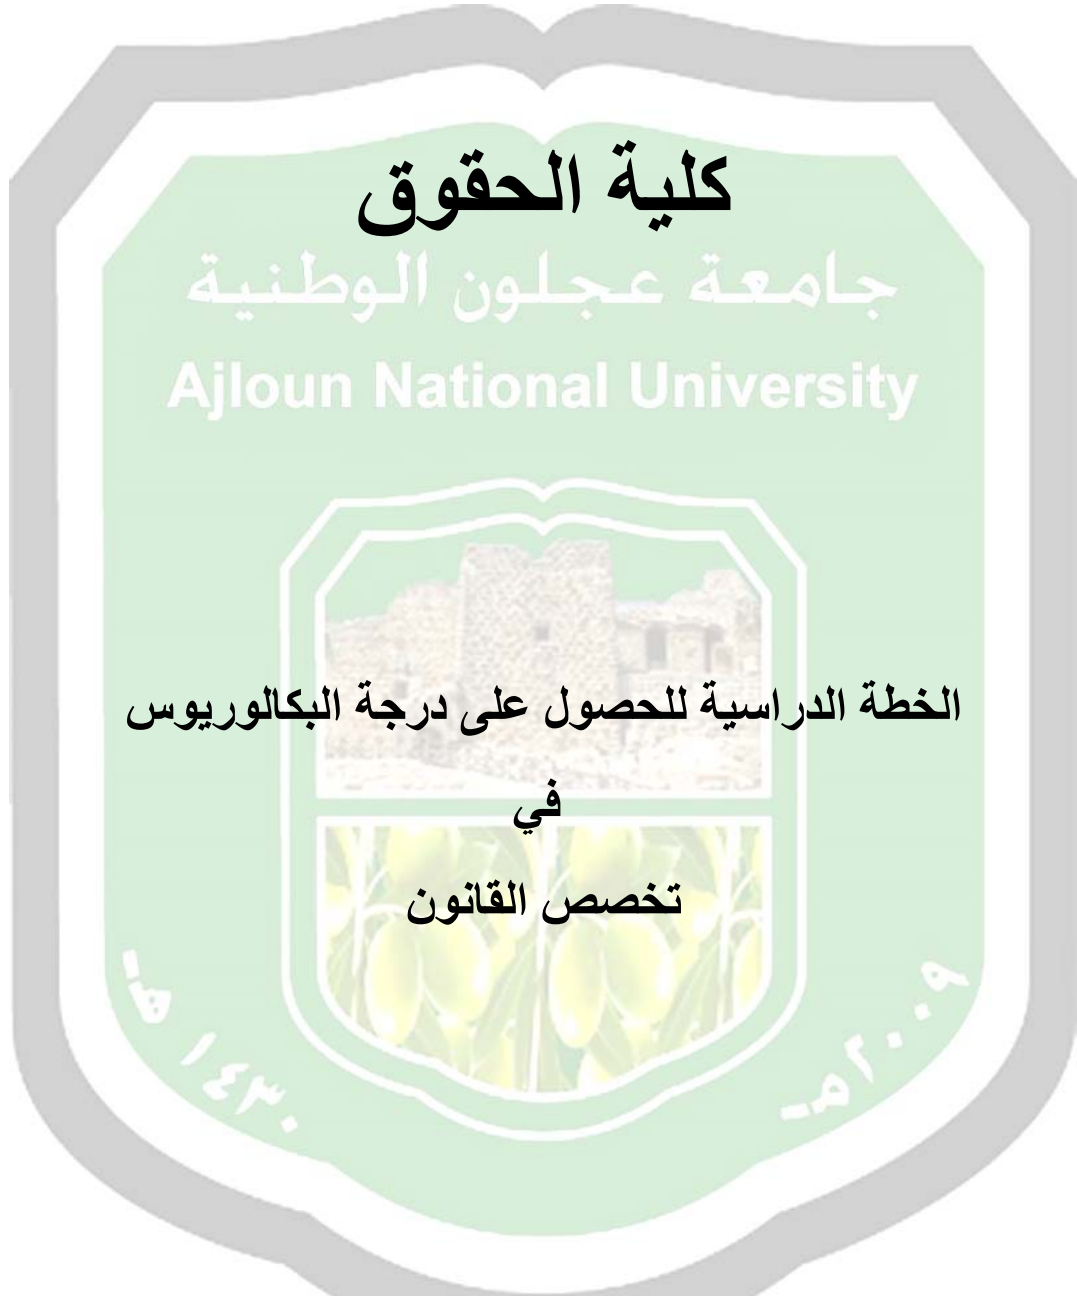 كلية الحقوق
جامعة عجلون الوطنية
Ajloun National University
الخطة الدراسية للحصول على درجة البكالوريوس
في
تخصص القانون
١٤٣٠ هـ
٢٠٠٩مـ